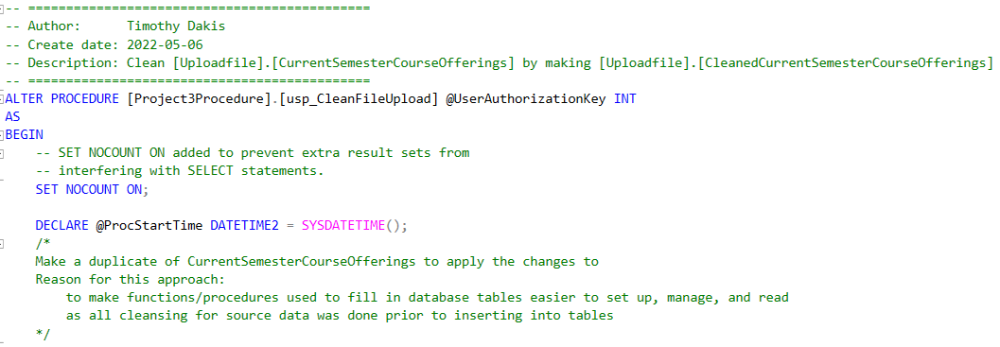 -- =============================================
-- Author:      Timothy Dakis
-- Create date: 2022-05-06
-- Description: Clean [Uploadfile].[CurrentSemesterCourseOfferings] by making [Uploadfile].[CleanedCurrentSemesterCourseOfferings]
-- =============================================
ALTER PROCEDURE [Project3Procedure].[usp_CleanFileUpload] @UserAuthorizationKey INT
AS
BEGIN
    -- SET NOCOUNT ON added to prevent extra result sets from
    -- interfering with SELECT statements.
    SET NOCOUNT ON;

    DECLARE @ProcStartTime DATETIME2 = SYSDATETIME();
    /*
    Make a duplicate of CurrentSemesterCourseOfferings to apply the changes to
    Reason for this approach:
        to make functions/procedures used to fill in database tables easier to set up, manage, and read
        as all cleansing for source data was done prior to inserting into tables
    */